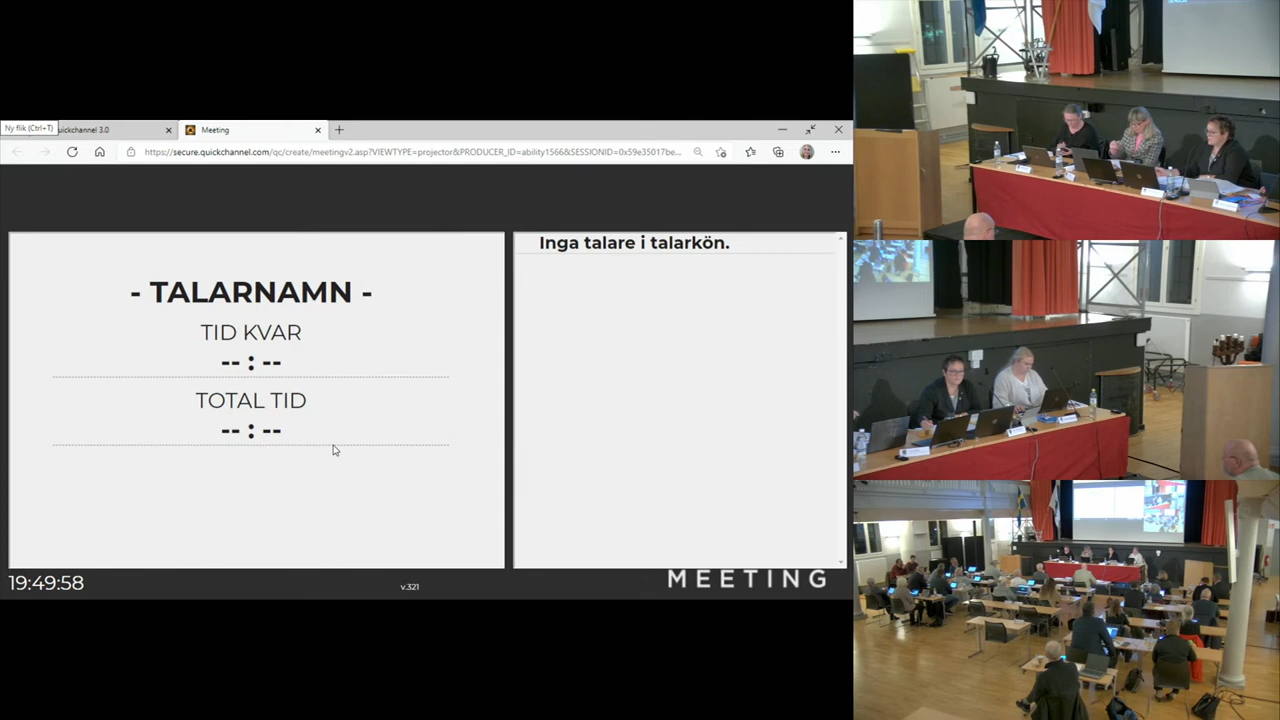 Ny flik (Ctrl+T)
uickchannel 3.0
Meeting
https://secure.quickchannel.com/qc/create/meetingv2.asp?VIEWTYPE=projector&PRODUCER_ID=ability1566&SESSIONID=0x59e35017be...
- TALARNAMN -
TID KVAR
-- : --
TOTAL TID
-- : --
Inga talare i talarkön.
19:49:58
v.321
MEETING